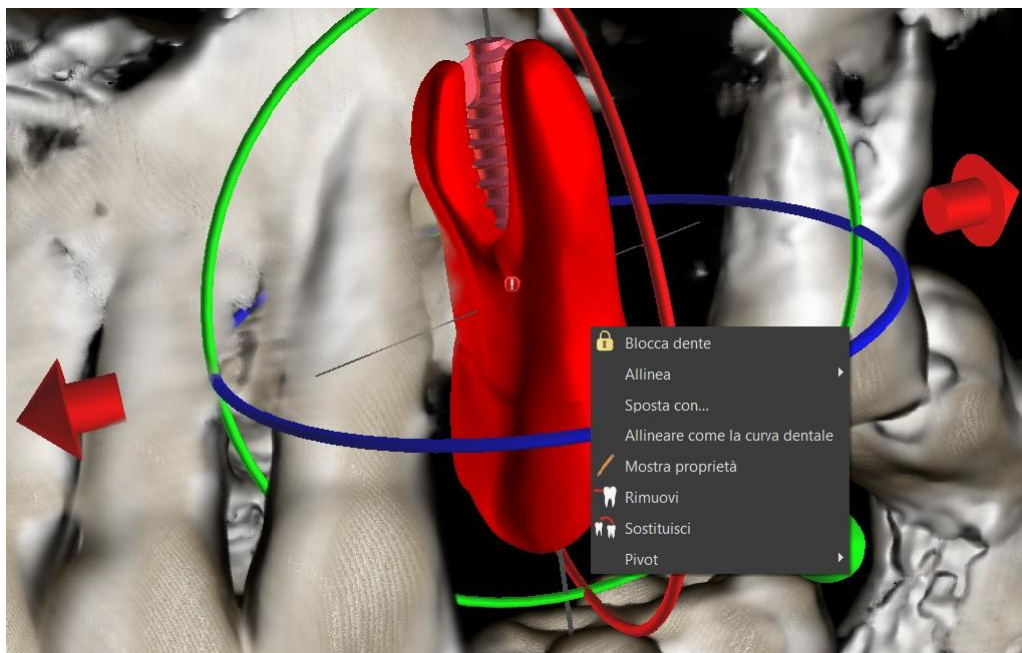 Blocca dente
Allinea
Sposta con...
Allineare come la curva dentale
Mostra proprietà
Rimuovi
Sostituisci
Pivot